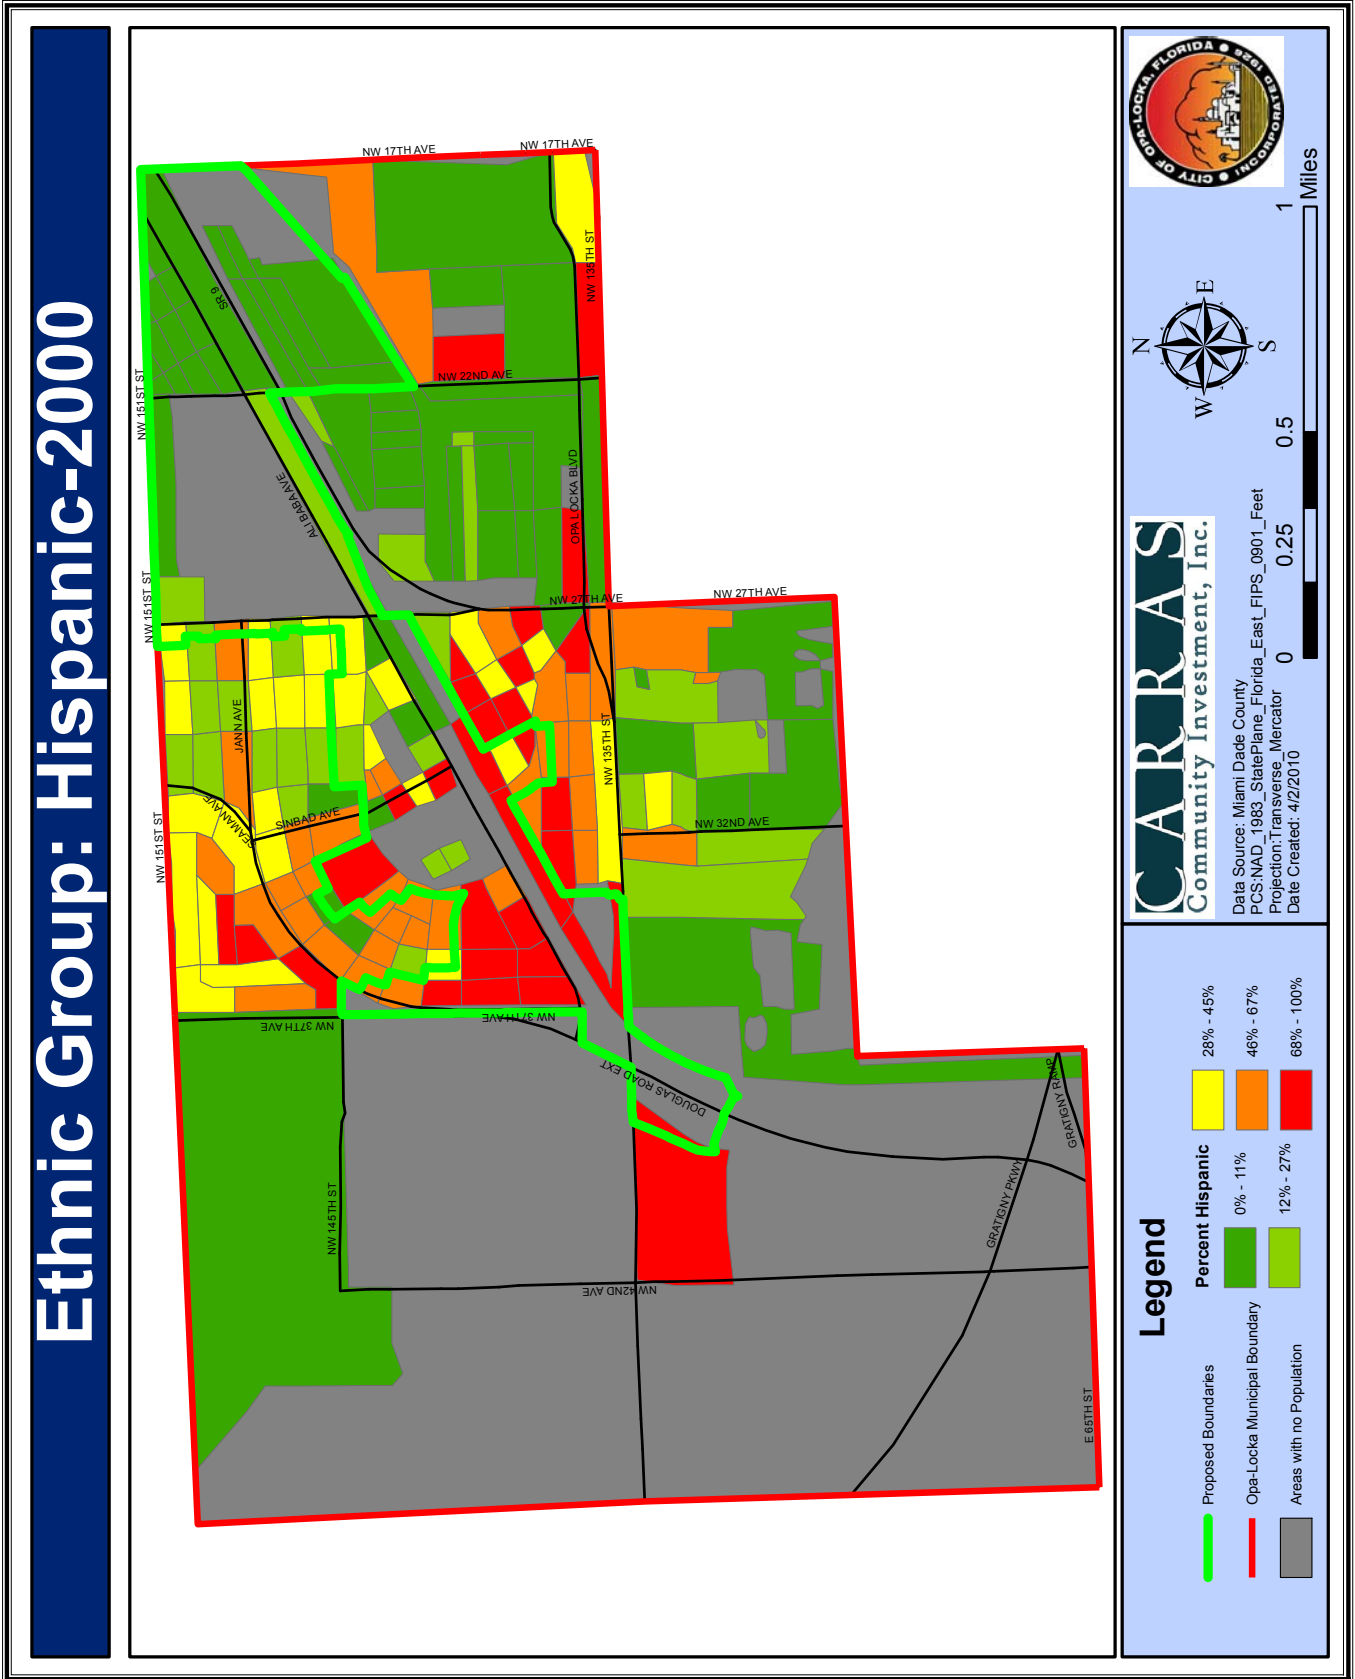 Ethnic Group: Hispanic-2000
NW 17TH AVE
NW 17TH AVE
NW 135TH ST
SR 9
NW 151ST ST
NW 22ND AVE
ALI BABA AVE
OPA LOCKA BLVD
NW 151ST ST
NW 27TH AVE
NW 27TH AVE
JANN AVE
NW 135TH ST
SEAMAN AVE
SINBAD AVE
NW 151ST ST
NW 32ND AVE
NW 37TH AVE
NW 37TH AVE
DOUGLAS ROAD EXT
GRATIGNY RAMP
GRATIGNY PKWY
NW 145TH ST
NW 42ND AVE
E 65TH ST
Legend
Proposed Boundaries
Opa-Locka Municipal Boundary
Areas with no Population
Percent Hispanic
0% - 11%
12% - 27%
28% - 45%
46% - 67%
68% - 100%
CARRAS
Community Investment, Inc.
Data Source: Miami Dade County
PCS:NAD_1983_StatePlane_Florida_East_FIPS_0901_Feet
Projection:Transverse_Mercator
Date Created: 4/2/2010
N
W E
S
0 0.25 0.5 1
Miles
CITY OF OPA-LOCKA, FLORIDA
INCORPORATED 1926